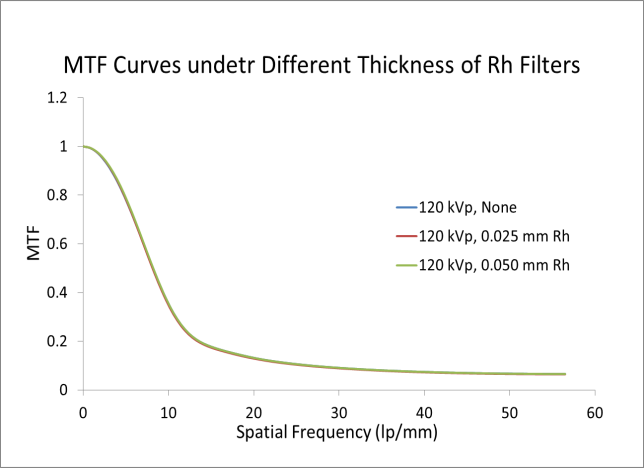 MTF Curves undetr Different Thickness of Rh Filters
1.2
1
0.8
0.6
0.4
0.2
0
MTF
120 kVp, None
120 kVp, 0.025 mm Rh
120 kVp, 0.050 mm Rh
0 10 20 30 40 50 60
Spatial Frequency (lp/mm)